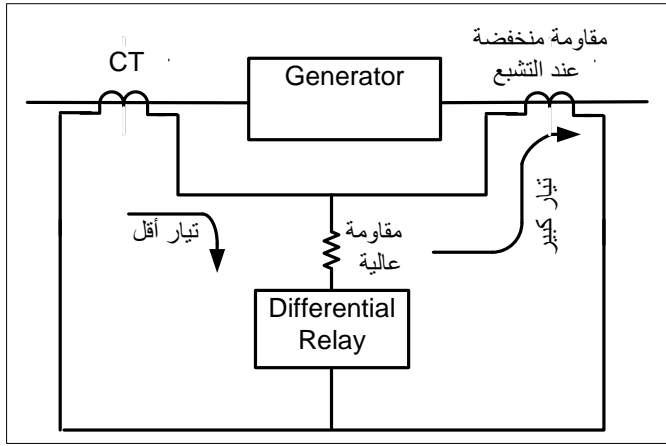 CT
Generator
مقاومة منخفضة
عند التشبع
تيار أقل
مقاومة
عالية
تيار كبير
Differential
Relay